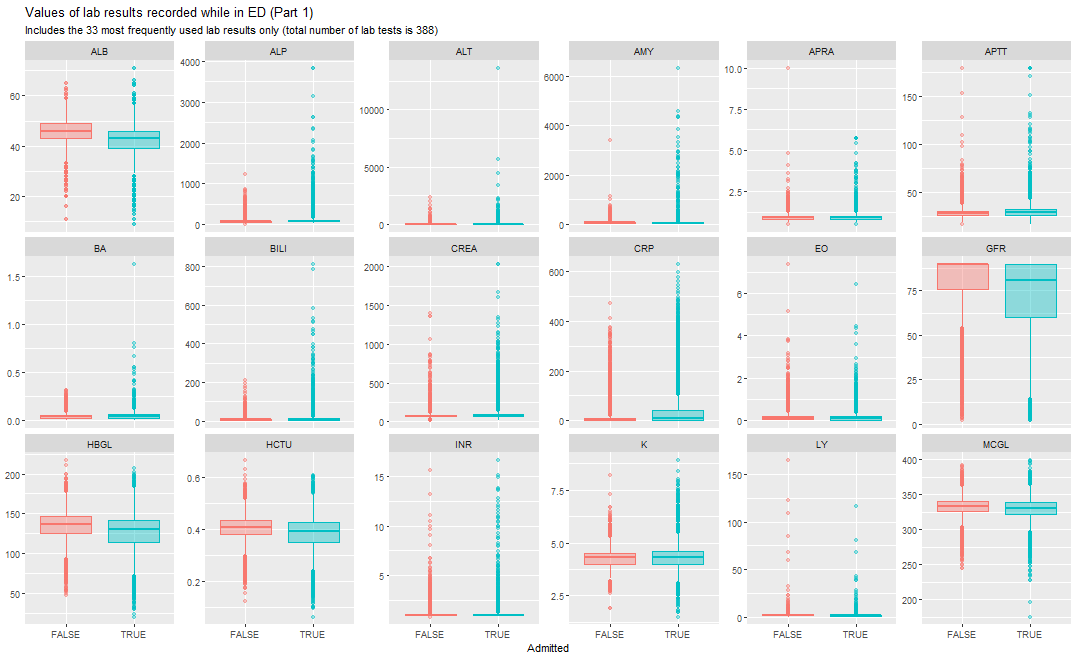 Values of lab results recorded while in ED (Part 1)
Includes the 33 most frequently used lab results only (total number of lab tests is 388)
ALB ALP ALT AMY APRA APTT
60 40 20
4000 3000 2000 1000 0
10000 5000 0
6000 4000 2000 0
10.0 7.5 5.0 2.5
150 100 50
BA BILI CREA CRP EO GFR
1.5 1.0 0.5 0.0
800 600 400 200 0
2000 1500 1000 500 0
600 400 200 0
6 4 2 0
75 50 25 0
HBGL HCTU INR K LY MCGL
200 150 100 50
0.6 0.4 0.2
15 10 5
7.5 5.0 2.5
150 100 50 0
400 350 300 250 200
FALSE TRUE FALSE TRUE FALSE TRUE FALSE TRUE FALSE TRUE FALSE TRUE
Admitted